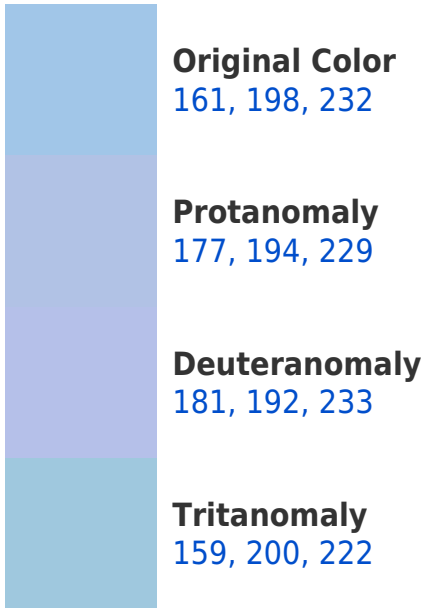 Original Color
161, 198, 232
Protanomaly
177, 194, 229
Deuteranomaly
181, 192, 233
Tritanomaly
159, 200, 222